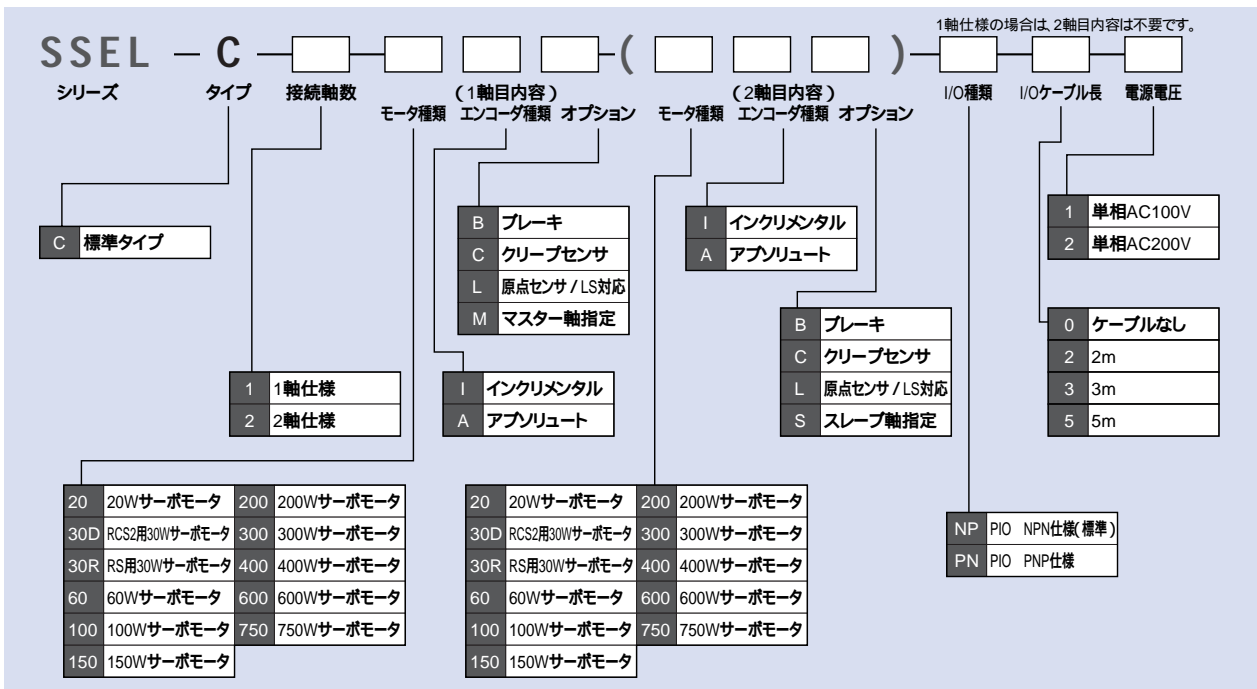 1軸仕様の場合は、2軸目内容は不要です。
SSEL － C － － － ( ) － － －
シリーズ タイプ 接続軸数 (1軸目内容) (2軸目内容) I/O種類 I/Oケーブル長 電源電圧
モータ種類 エンコーダ種類 オプション モータ種類 エンコーダ種類 オプション
C 標準タイプ
1 1軸仕様
2 2軸仕様
20 20Wサーボモータ 200 200Wサーボモータ
30D RCS2用30Wサーボモータ 300 300Wサーボモータ
30R RS用30Wサーボモータ 400 400Wサーボモータ
60 60Wサーボモータ 600 600Wサーボモータ
100 100Wサーボモータ 750 750Wサーボモータ
150 150Wサーボモータ
I インクリメンタル
A アブソリュート
B ブレーキ
C クリープセンサ
L 原点センサ / LS対応
M マスター軸指定
20 20Wサーボモータ 200 200Wサーボモータ
30D RCS2用30Wサーボモータ 300 300Wサーボモータ
30R RS用30Wサーボモータ 400 400Wサーボモータ
60 60Wサーボモータ 600 600Wサーボモータ
100 100Wサーボモータ 750 750Wサーボモータ
150 150Wサーボモータ
I インクリメンタル
A アブソリュート
B ブレーキ
C クリープセンサ
L 原点センサ / LS対応
S スレーブ軸指定
NP PIO NPN仕様(標準)
PN PIO PNP仕様
0 ケーブルなし
2 2m
3 3m
5 5m
1 単相AC100V
2 単相AC200V